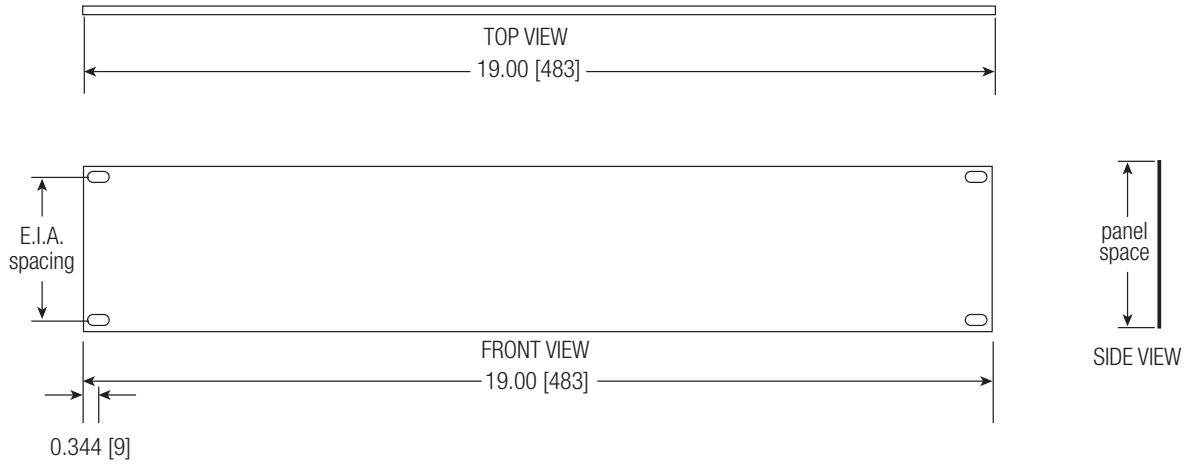 TOP VIEW
19.00 [483]
E.I.A.
spacing
panel
space
FRONT VIEW
19.00 [483]
SIDE VIEW
0.344 [9]